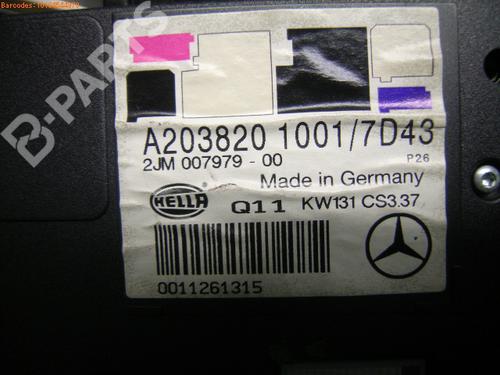 B-PARTS
A203820 1001/7D43
2JM 007979-00
P26
Made in Germany
HELLA
Q11 KW131 CS3.37
0011261315